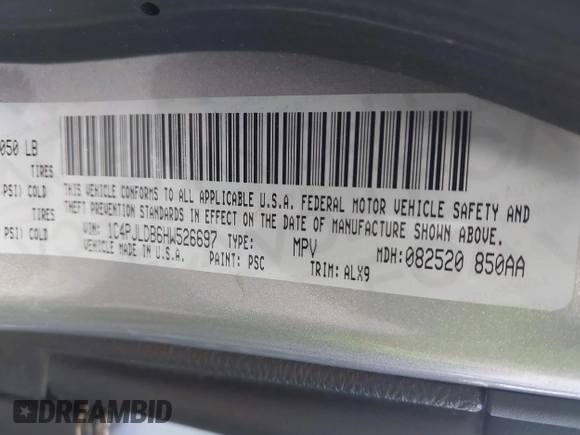 050 LB
TIRES
PSI) COLD
TIRES
PSI) COLD
THIS VEHICLE CONFORMS TO ALL APPLICABLE U.S.A. FEDERAL MOTOR VEHICLE SAFETY AND
THEFT PREVENTION STANDARDS IN EFFECT ON THE DATE OF MANUFACTURE SHOWN ABOVE.
VIN: 1C4PJLDB6HW526697 TYPE: MPV MDH: 082520 850AA
VEHICLE MADE IN U.S.A. PAINT: PSC TRIM: ALX9
DREAMBID